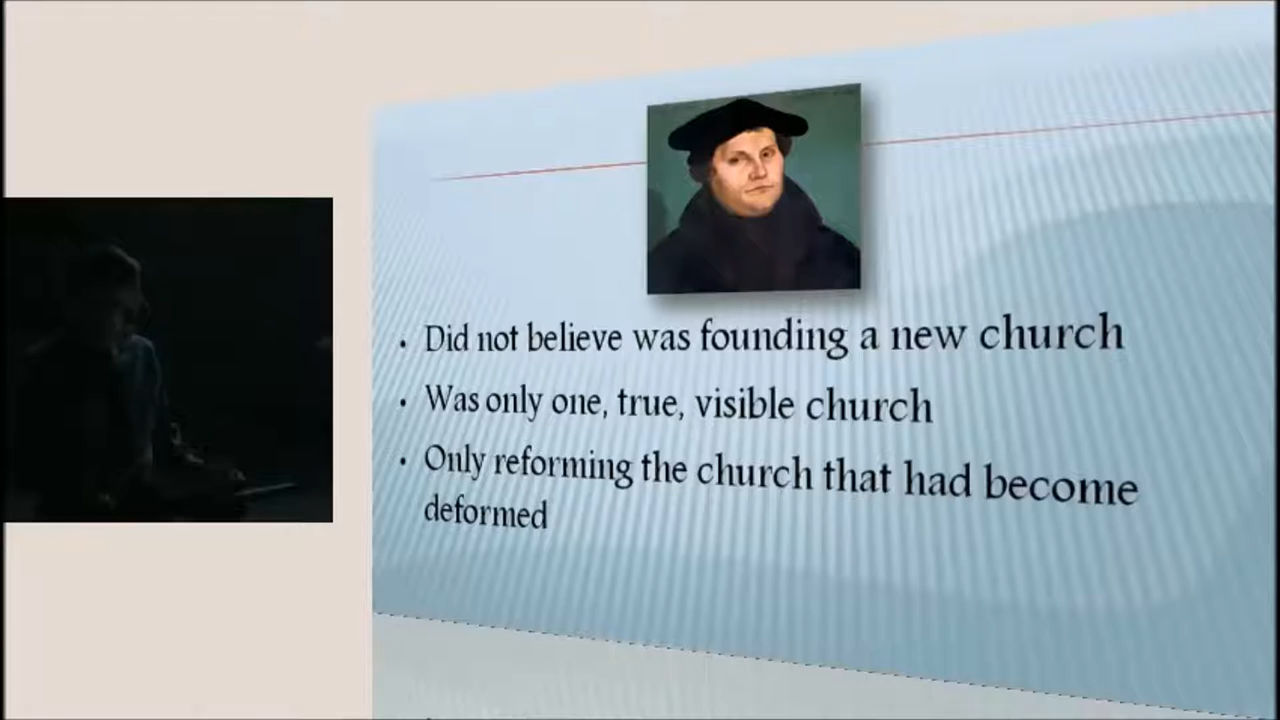 • Did not believe was founding a new church
• Was only one, true, visible church
• Only reforming the church that had become
deformed